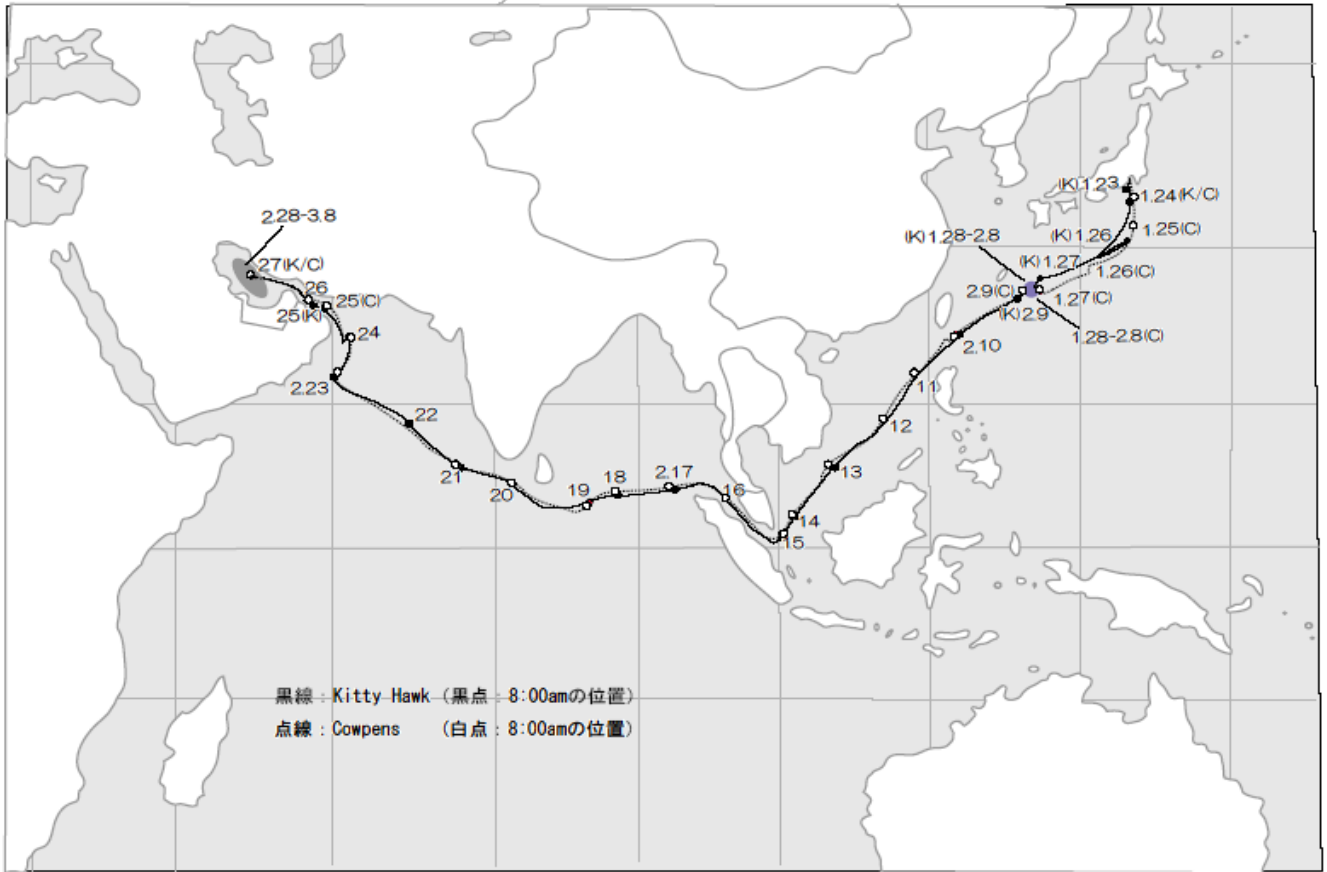 (K)1.23
1.24(K/C)
1.25(C)
(K)1.26
(K)1.28-2.8
(K)1.27
1.26(C)
2.9(C)
1.27(C)
(K)2.9
1.28-2.8(C)
2.10
11
12
13
14
15
16
2.17
18
19
20
21
22
2.23
24
25(C)
25(K)
26
27(K/C)
2.28-3.8
黒線：Kitty Hawk（黒点：8:00amの位置）
点線：Cowpens （白点：8:00amの位置）